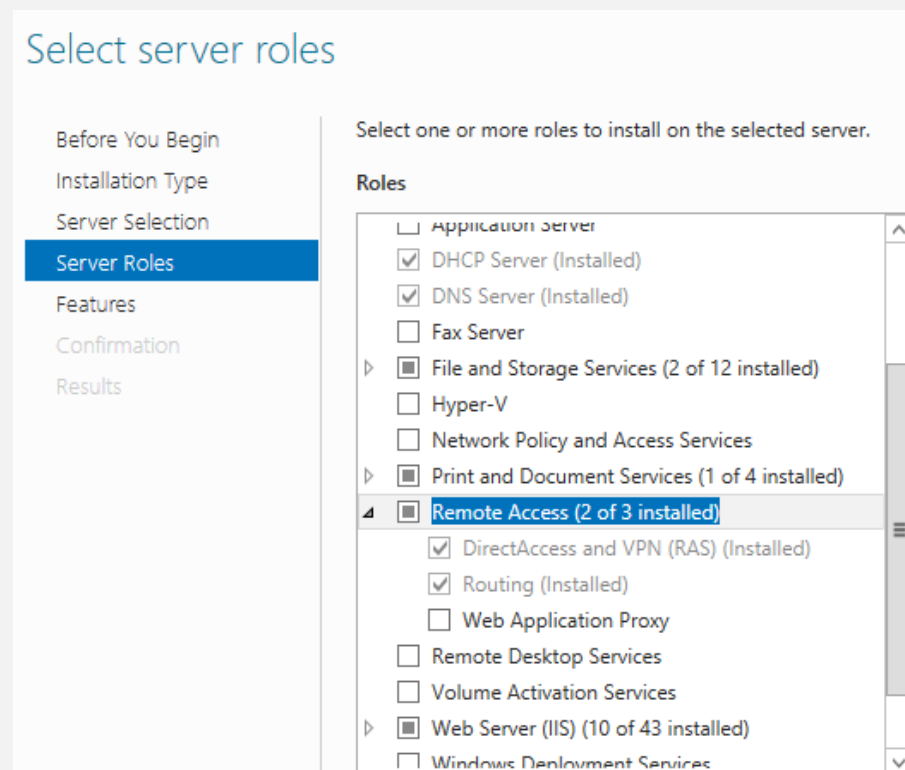 Select server roles
Before You Begin
Installation Type
Server Selection
Server Roles
Features
Confirmation
Results
Select one or more roles to install on the selected server.
Roles
Application Server
DHCP Server (Installed)
DNS Server (Installed)
Fax Server
File and Storage Services (2 of 12 installed)
Hyper-V
Network Policy and Access Services
Print and Document Services (1 of 4 installed)
Remote Access (2 of 3 installed)
DirectAccess and VPN (RAS) (Installed)
Routing (Installed)
Web Application Proxy
Remote Desktop Services
Volume Activation Services
Web Server (IIS) (10 of 43 installed)
Windows Deployment Services